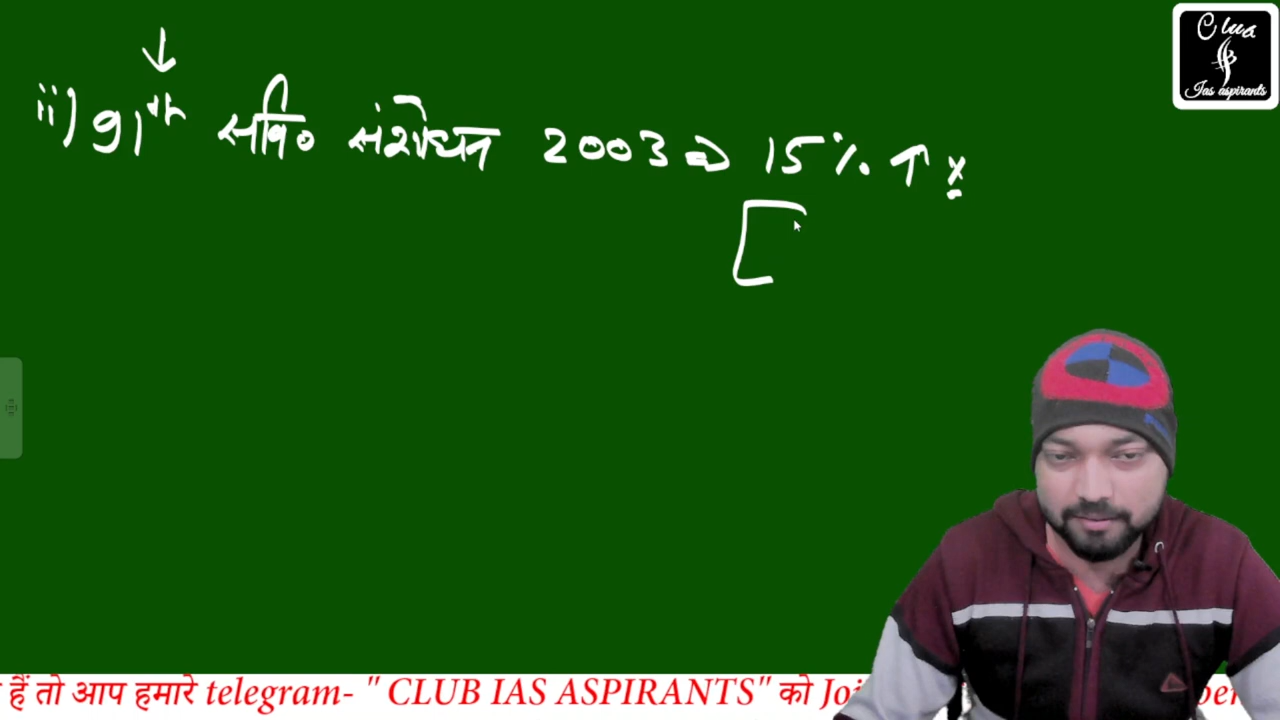 Club
Ias aspirants
ii) 91th संवि० संशोधन 2003 ⇒ 15% ↑ x
हैं तो आप हमारे telegram- " CLUB IAS ASPIRANTS" को Joi